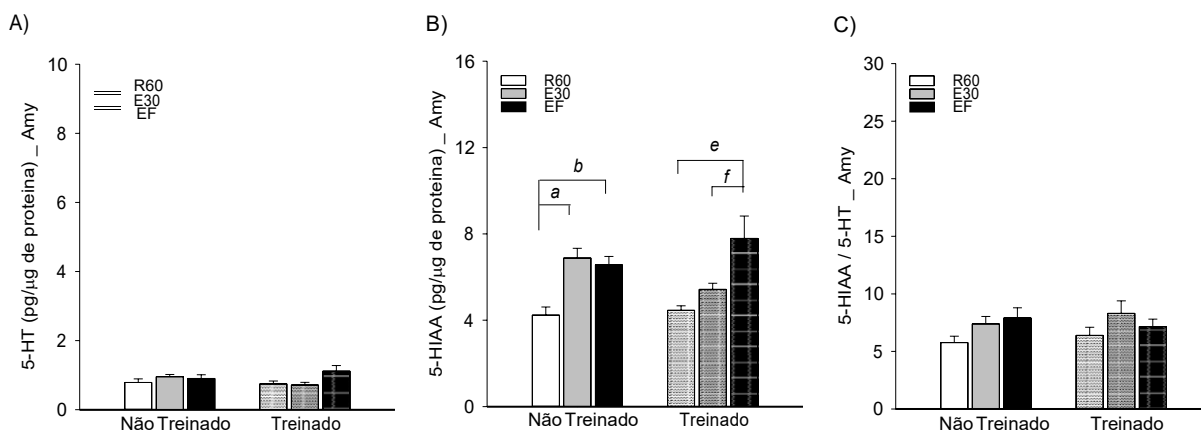 A)
5-HT (pg/µg de proteina) _ Amy
10
8
6
4
2
0
R60
E30
EF
Não Treinado
Treinado
B)
5-HIAA (pg/µg de proteina) _ Amy
16
12
8
4
0
R60
E30
EF
a
b
e
f
Não Treinado
Treinado
C)
5-HIAA / 5-HT _ Amy
30
25
20
15
10
5
0
R60
E30
EF
Não Treinado
Treinado